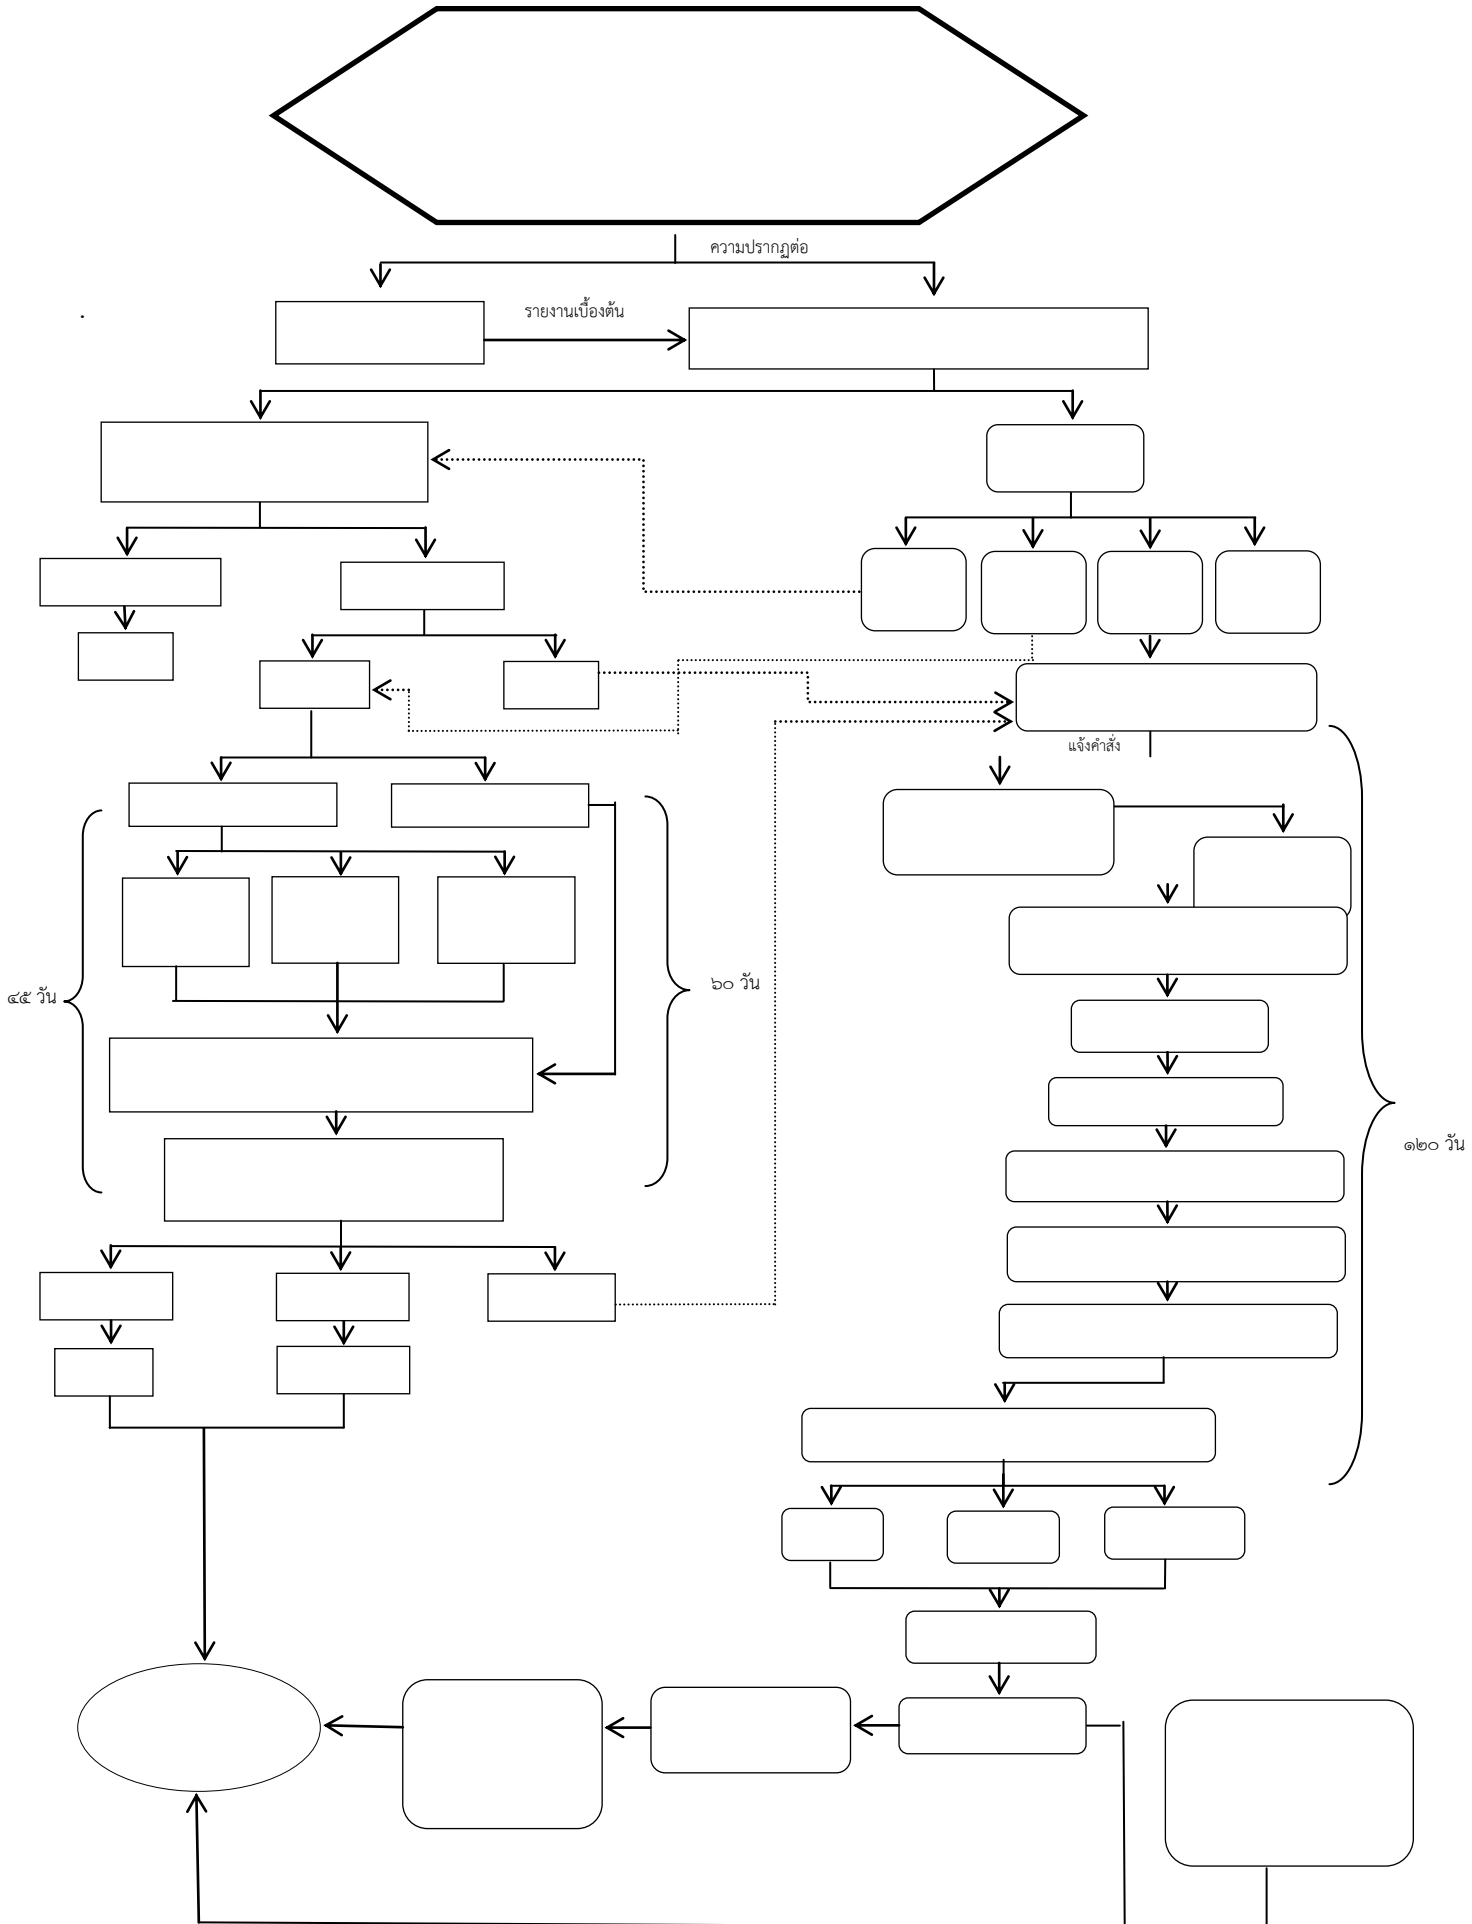 ความปรากฏต่อ
รายงานเบื้องต้น
แจ้งคำสั่ง
๔๕ วัน
๖๐ วัน
๑๒๐ วัน